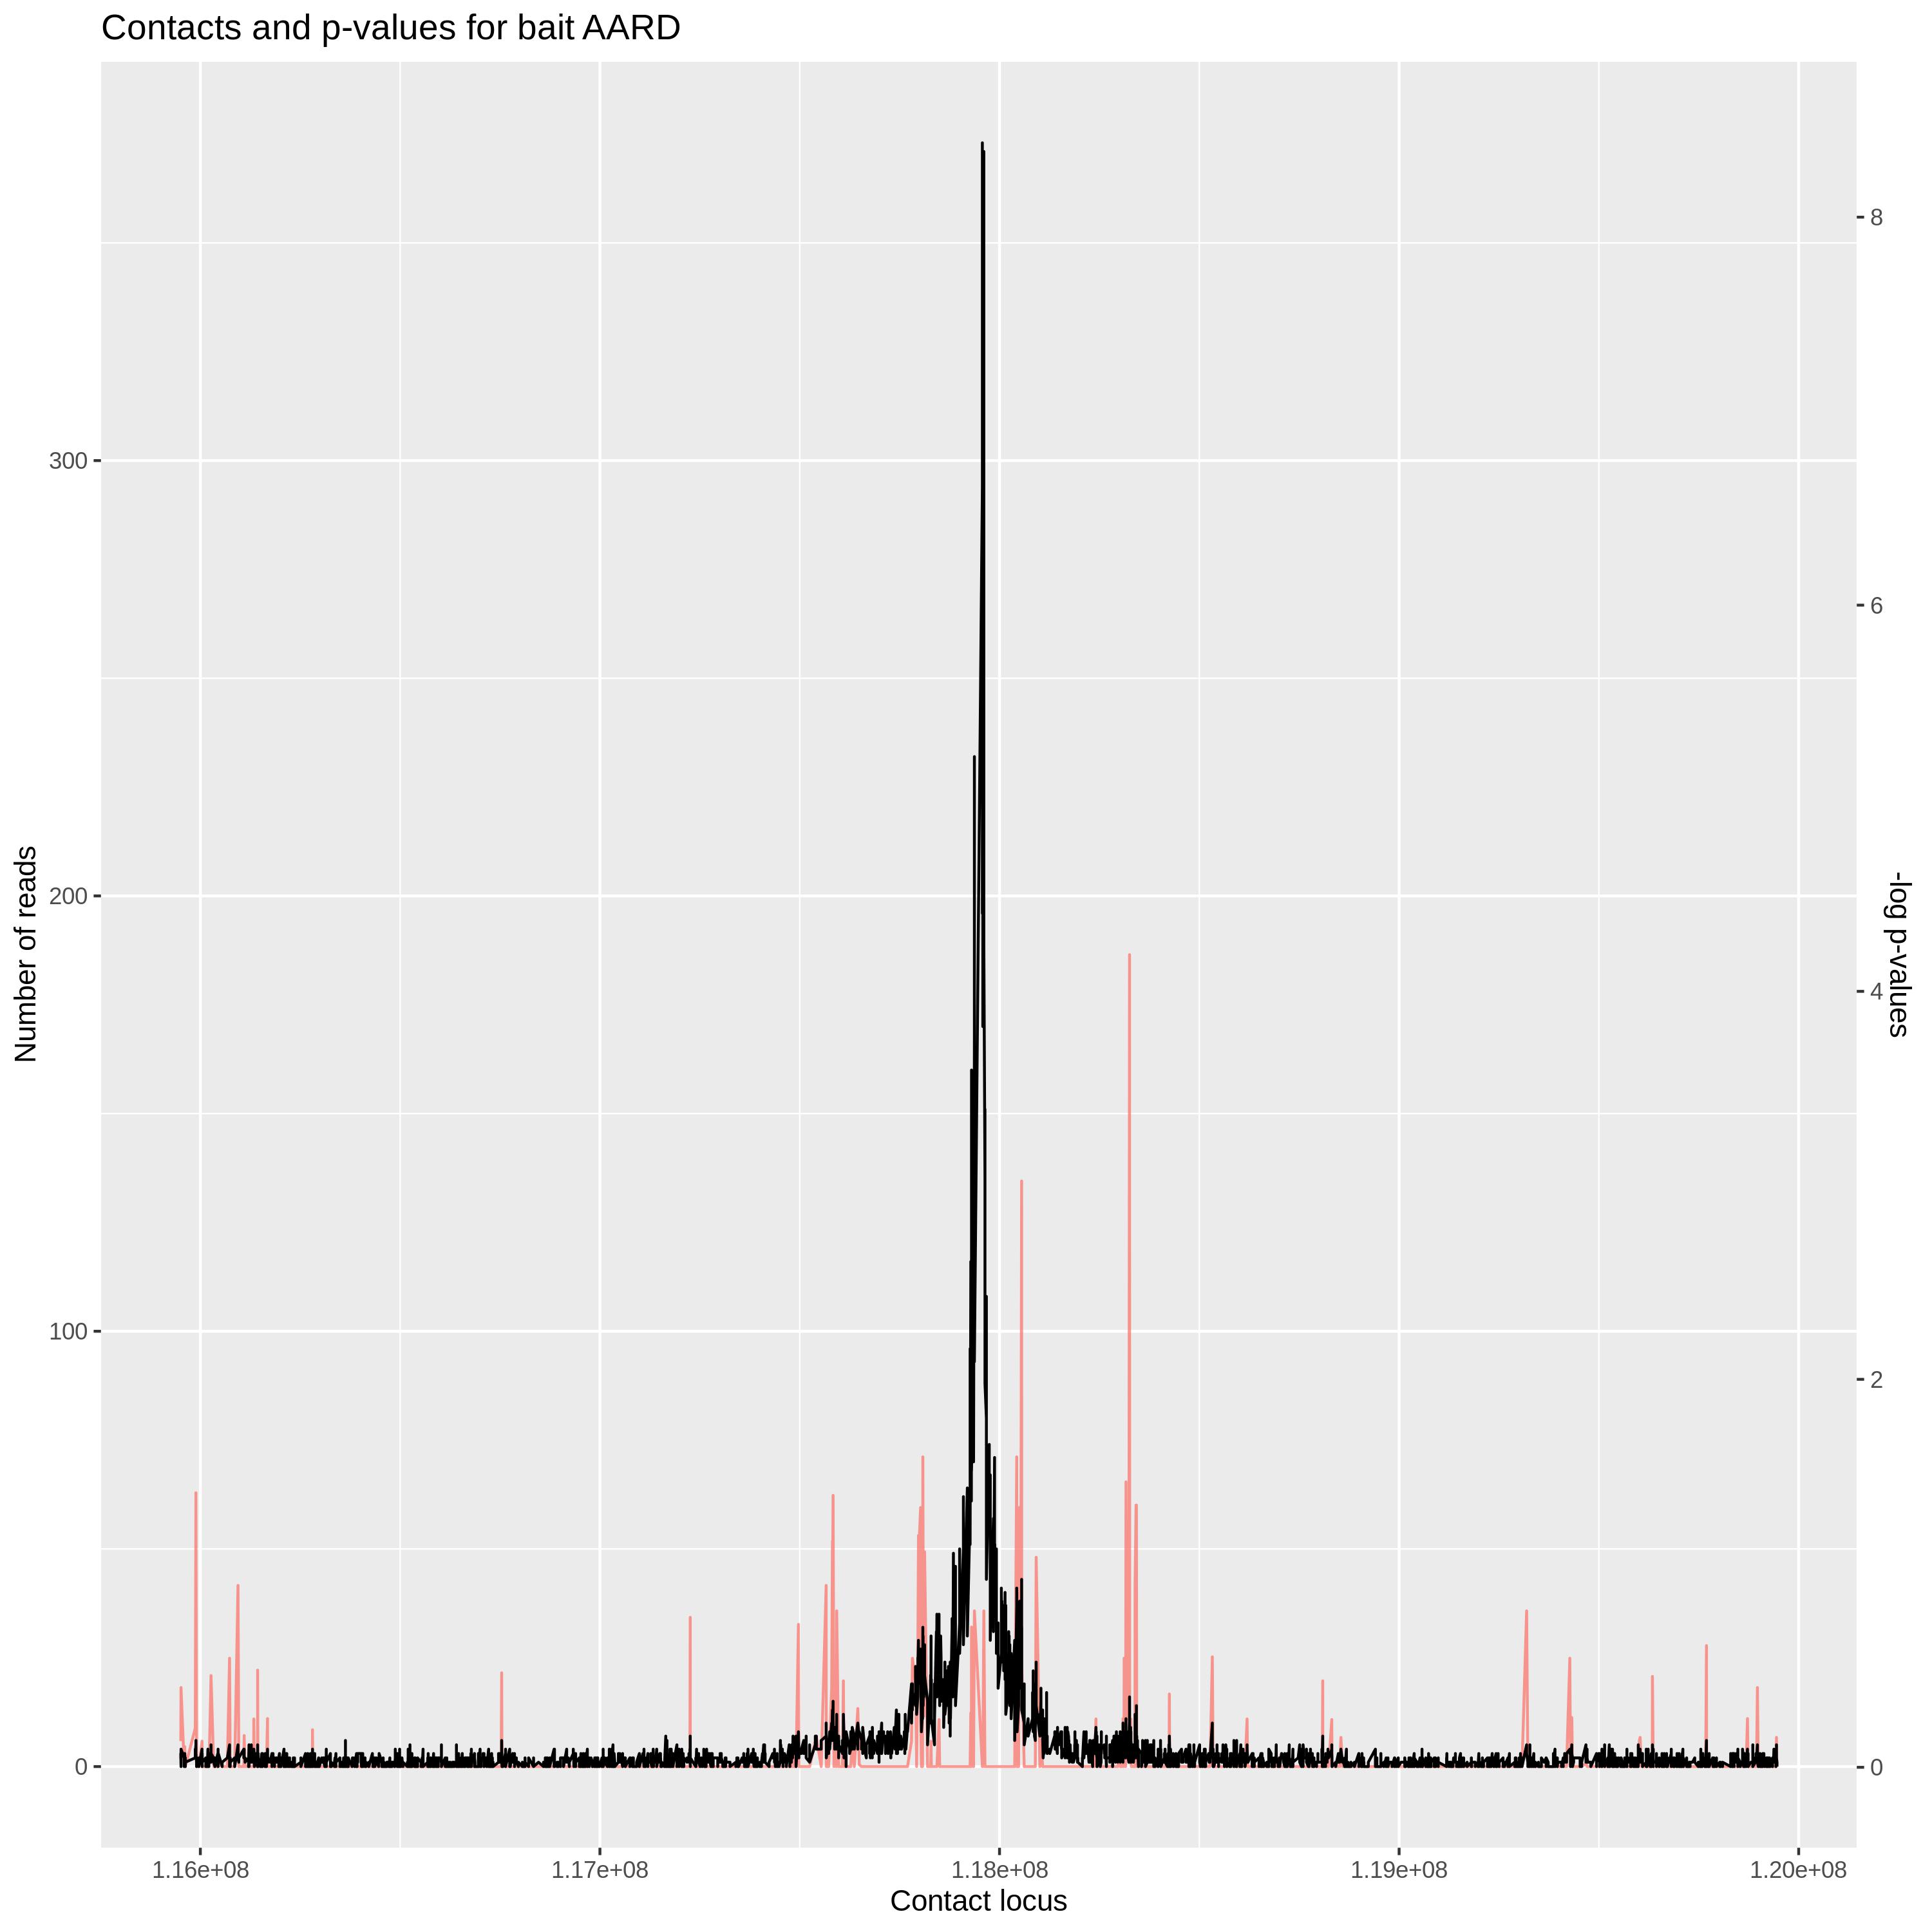 Contacts and p-values for bait AARD
Number of reads
300
200
100
0
8
6
4
2
0
-log p-values
1.16e+08 1.17e+08 1.18e+08 1.19e+08 1.20e+08
Contact locus